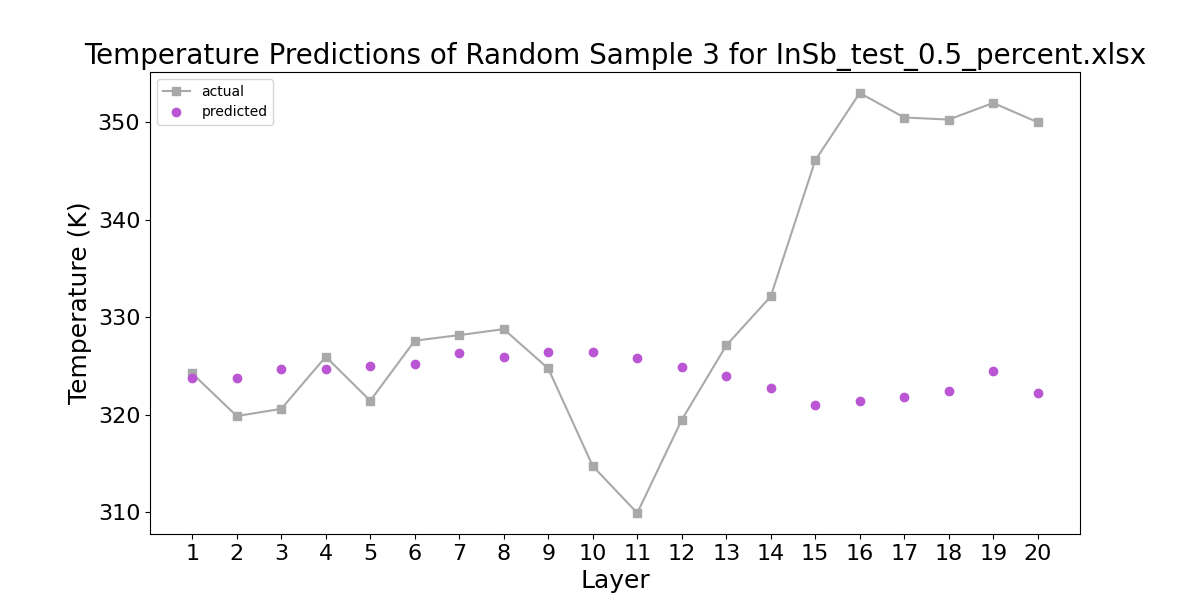 Temperature Predictions of Random Sample 3 for InSb_test_0.5_percent.xlsx
actual
predicted
Temperature (K)
350
340
330
320
310
1 2 3 4 5 6 7 8 9 10 11 12 13 14 15 16 17 18 19 20
Layer